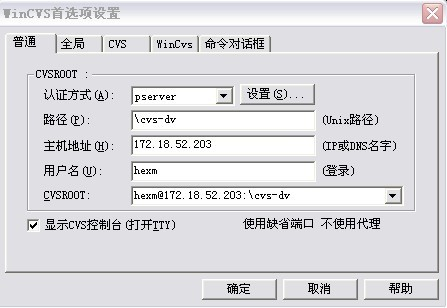 WinCVS首选项设置
普通 全局 CVS WinCvs 命令对话框
CVSROOT :
认证方式(A): pserver 设置(S)...
路径(P): \cvs-dv (Unix路径)
主机地址(H): 172.18.52.203 (IP或DNS名字)
用户名(U): hexm (登录)
CVSROOT: hexm@172.18.52.203:\cvs-dv
显示CVS控制台(打开TTY) 使用缺省端口 不使用代理
确定 取消 帮助